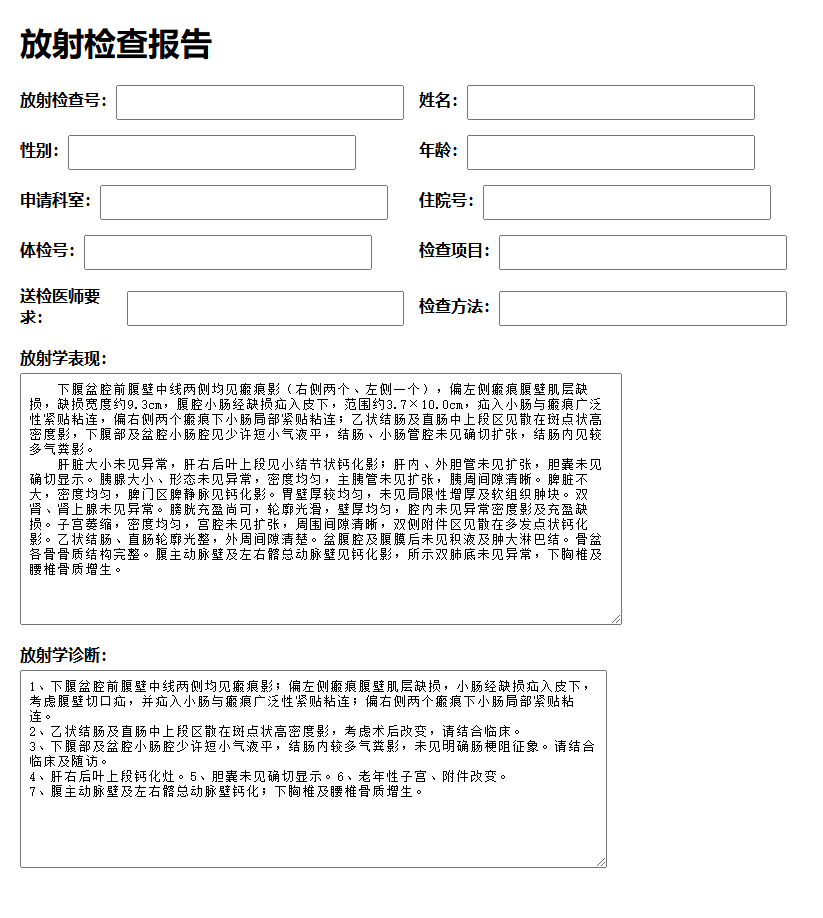 放射检查报告
放射检查号： 姓名：
性别： 年龄：
申请科室： 住院号：
体检号： 检查项目：
送检医师要
求： 检查方法：
放射学表现：
下腹盆腔前腹壁中线两侧均见瘢痕影（右侧两个、左侧一个），偏左侧瘢痕腹壁肌层缺
损，缺损宽度约9.3cm，腹腔小肠经缺损疝入皮下，范围约3.7×10.0cm，疝入小肠与瘢痕广泛
性紧贴粘连，偏右侧两个瘢痕下小肠局部紧贴粘连；乙状结肠及直肠中上段区见散在斑点状高
密度影，下腹部及盆腔小肠腔见少许短小气液平，结肠、小肠管腔未见确切扩张，结肠内见较
多气粪影。
肝脏大小未见异常，肝右后叶上段见小结节状钙化影；肝内、外胆管未见扩张，胆囊未见
确切显示。胰腺大小、形态未见异常，密度均匀，主胰管未见扩张，胰周间隙清晰。脾脏不
大，密度均匀，脾门区脾静脉见钙化影。胃壁厚较均匀，未见局限性增厚及软组织肿块。双
肾、肾上腺未见异常。膀胱充盈尚可，轮廓光滑，壁厚均匀，腔内未见异常密度影及充盈缺
损。子宫萎缩，密度均匀，宫腔未见扩张，周围间隙清晰，双侧附件区见散在多发点状钙化
影。乙状结肠、直肠轮廓光整，外周间隙清楚。盆腹腔及腹膜后未见积液及肿大淋巴结。骨盆
各骨骨质结构完整。腹主动脉壁及左右髂总动脉壁见钙化影，所示双肺底未见异常，下胸椎及
腰椎骨质增生。
放射学诊断：
1、下腹盆腔前腹壁中线两侧均见瘢痕影；偏左侧瘢痕腹壁肌层缺损，小肠经缺损疝入皮下，
考虑腹壁切口疝，并疝入小肠与瘢痕广泛性紧贴粘连；偏右侧两个瘢痕下小肠局部紧贴粘
连。
2、乙状结肠及直肠中上段区散在斑点状高密度影，考虑术后改变，请结合临床。
3、下腹部及盆腔小肠腔少许短小气液平，结肠内较多气粪影，未见明确肠梗阻征象。请结合
临床及随访。
4、肝右后叶上段钙化灶。5、胆囊未见确切显示。6、老年性子宫、附件改变。
7、腹主动脉壁及左右髂总动脉壁钙化；下胸椎及腰椎骨质增生。